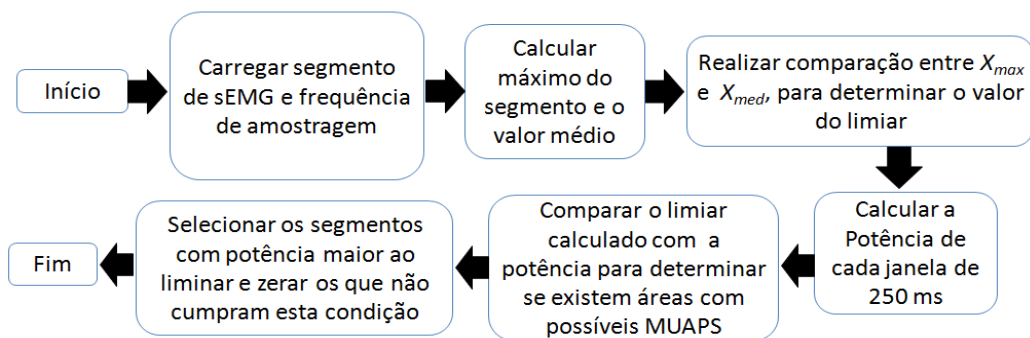 Início
Carregar segmento
de sEMG e frequência
de amostragem
Calcular
máximo do
segmento e o
valor médio
Realizar comparação entre Xmax
e Xmed, para determinar o valor
do limiar
Calcular a
Potência de
cada janela de
250 ms
Comparar o limiar
calculado com a
potência para determinar
se existem áreas com
possíveis MUAPS
Selecionar os segmentos
com potência maior ao
liminar e zerar os que não
cumpram esta condição
Fim